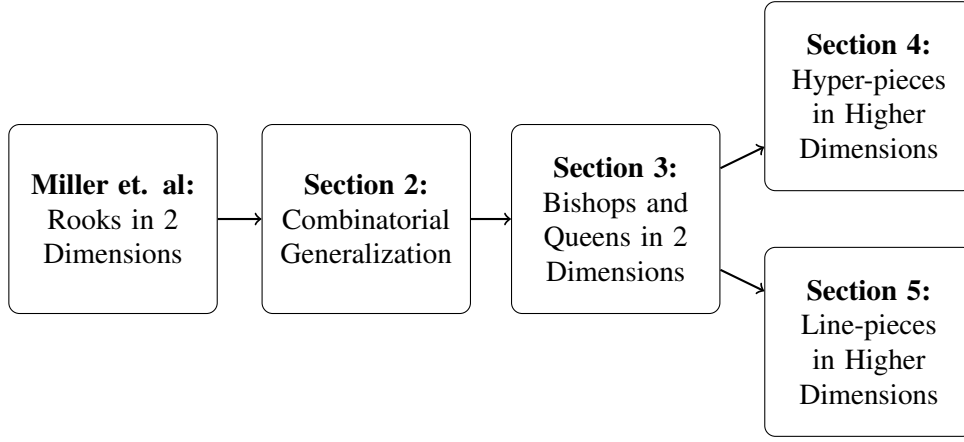 Miller et. al:
Rooks in 2
Dimensions
Section 2:
Combinatorial
Generalization
Section 3:
Bishops and
Queens in 2
Dimensions
Section 4:
Hyper-pieces
in Higher
Dimensions
Section 5:
Line-pieces
in Higher
Dimensions